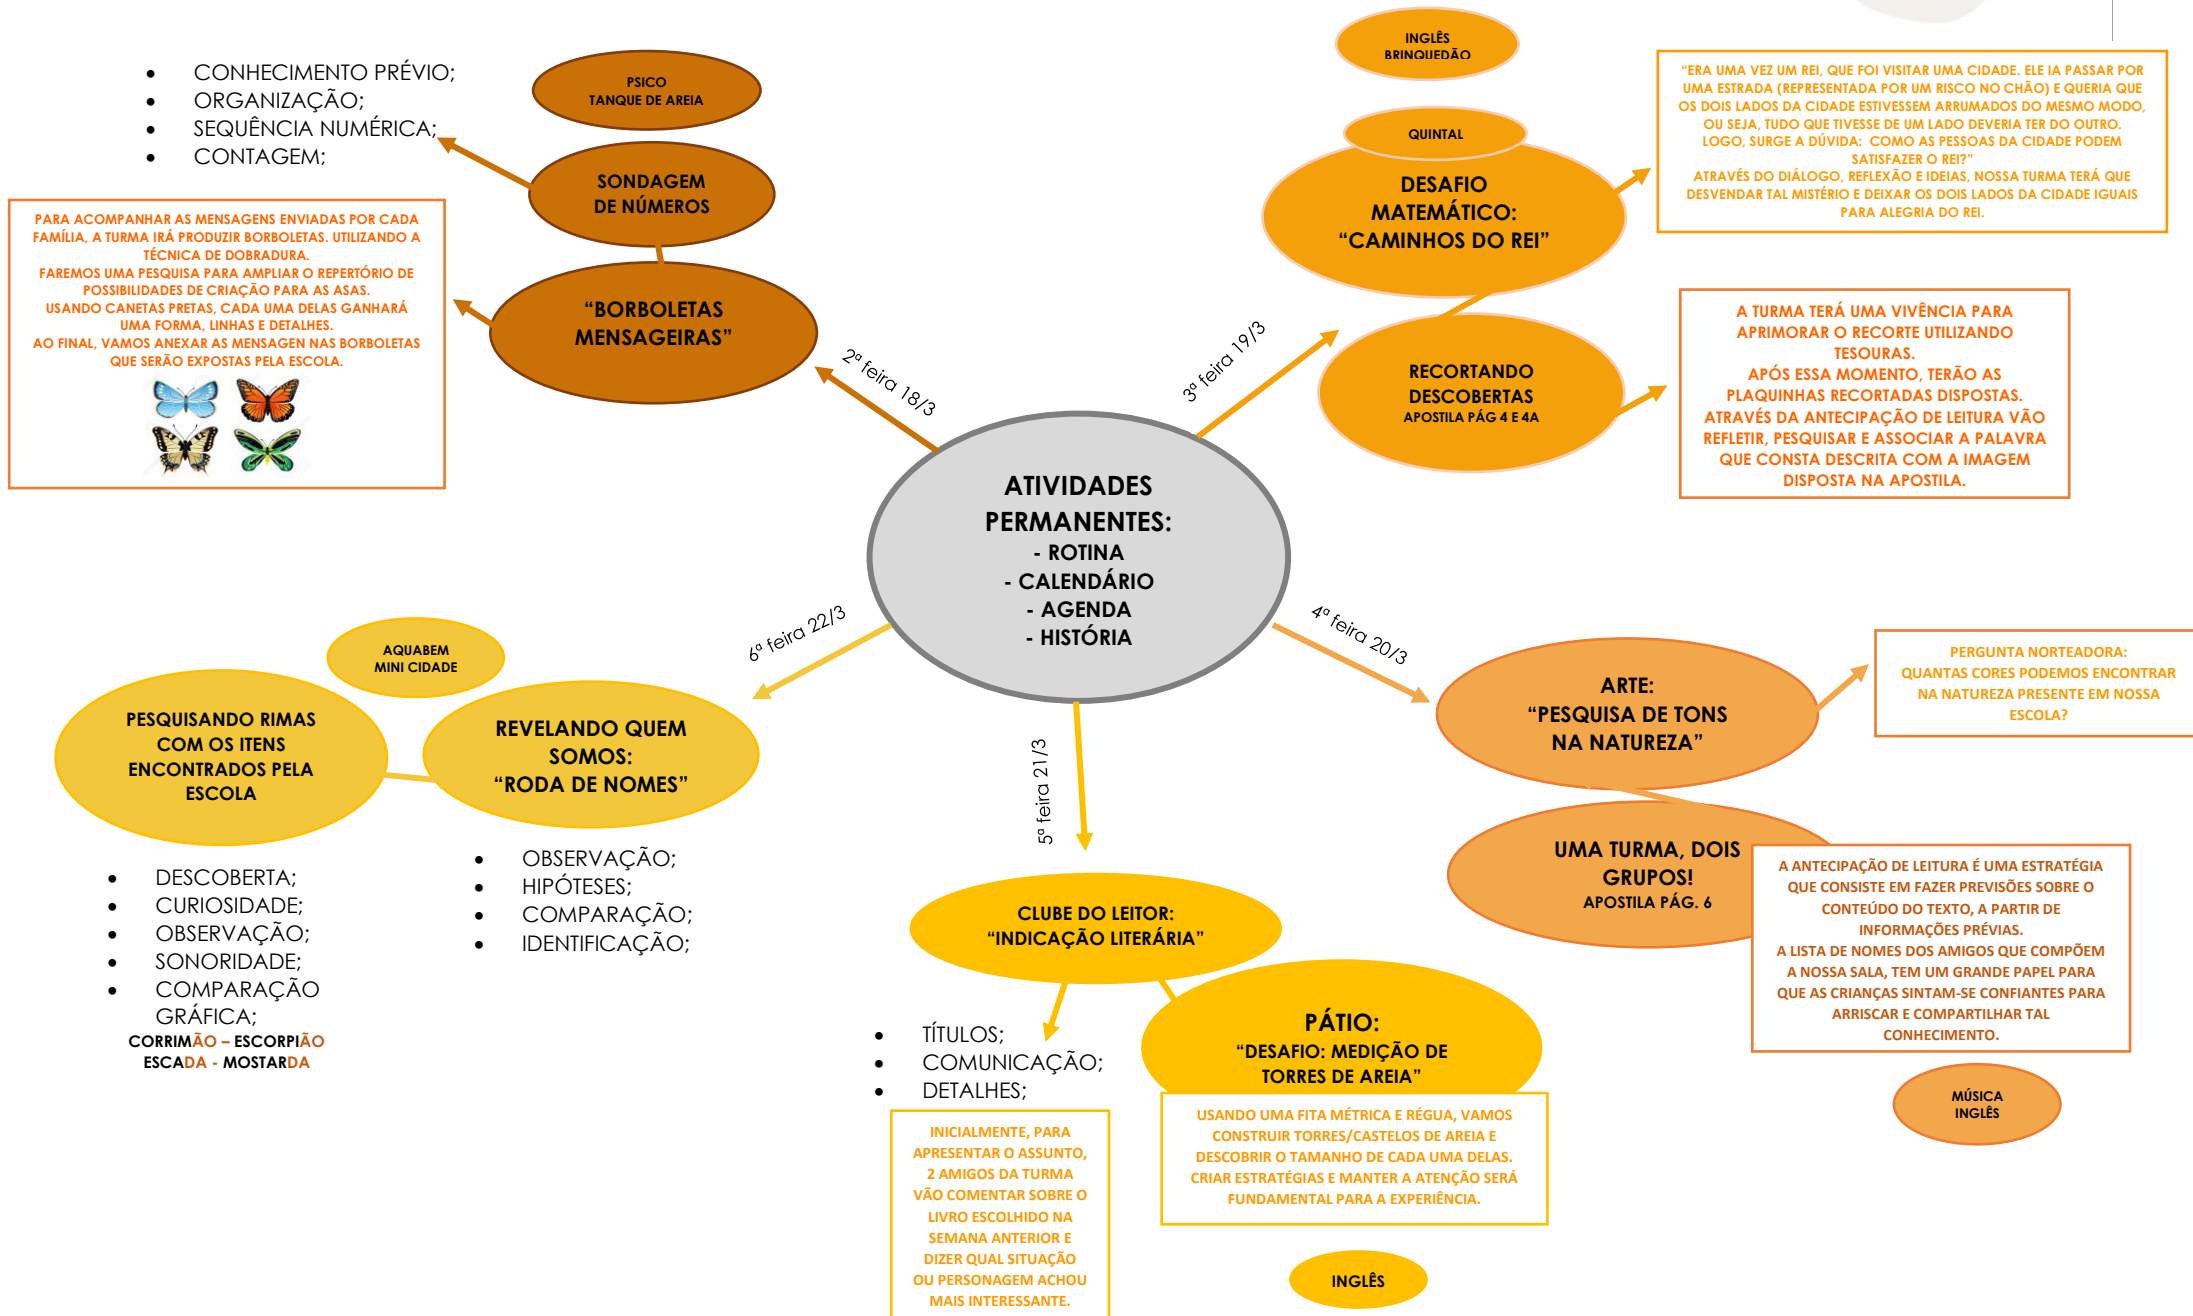 PSICO
TANQUE DE AREIA
• CONHECIMENTO PRÉVIO;
• ORGANIZAÇÃO;
• SEQUÊNCIA NUMÉRICA;
• CONTAGEM;
SONDAGEM
DE NÚMEROS
PARA ACOMPANHAR AS MENSAGENS ENVIADAS POR CADA
FAMÍLIA, A TURMA IRÁ PRODUZIR BORBOLETAS. UTILIZANDO A
TÉCNICA DE DOBRADURA.
FAREMOS UMA PESQUISA PARA AMPLIAR O REPERTÓRIO DE
POSSIBILIDADES DE CRIAÇÃO PARA AS ASAS.
USANDO CANETAS PRETAS, CADA UMA DELAS GANHARÁ
UMA FORMA, LINHAS E DETALHES.
AO FINAL, VAMOS ANEXAR AS MENSAGEN NAS BORBOLETAS
QUE SERÃO EXPOSTAS PELA ESCOLA.
“BORBOLETAS
MENSAGEIRAS”
2ª feira 18/3
INGLÊS
BRINQUEDÃO
QUINTAL
DESAFIO
MATEMÁTICO:
“CAMINHOS DO REI”
“ERA UMA VEZ UM REI, QUE FOI VISITAR UMA CIDADE. ELE IA PASSAR POR
UMA ESTRADA (REPRESENTADA POR UM RISCO NO CHÃO) E QUERIA QUE
OS DOIS LADOS DA CIDADE ESTIVESSEM ARRUMADOS DO MESMO MODO,
OU SEJA, TUDO QUE TIVESSE DE UM LADO DEVERIA TER DO OUTRO.
LOGO, SURGE A DÚVIDA: COMO AS PESSOAS DA CIDADE PODEM
SATISFAZER O REI?”
ATRAVÉS DO DIÁLOGO, REFLEXÃO E IDEIAS, NOSSA TURMA TERÁ QUE
DESVENDAR TAL MISTÉRIO E DEIXAR OS DOIS LADOS DA CIDADE IGUAIS
PARA ALEGRIA DO REI.
3ª feira 19/3
RECORTANDO
DESCOBERTAS
APOSTILA PÁG 4 E 4A
A TURMA TERÁ UMA VIVÊNCIA PARA
APRIMORAR O RECORTE UTILIZANDO
TESOURAS.
APÓS ESSA MOMENTO, TERÃO AS
PLAQUINHAS RECORTADAS DISPOSTAS.
ATRAVÉS DA ANTECIPAÇÃO DE LEITURA VÃO
REFLETIR, PESQUISAR E ASSOCIAR A PALAVRA
QUE CONSTA DESCRITA COM A IMAGEM
DISPOSTA NA APOSTILA.
ATIVIDADES
PERMANENTES:
- ROTINA
- CALENDÁRIO
- AGENDA
- HISTÓRIA
4ª feira 20/3
ARTE:
“PESQUISA DE TONS
NA NATUREZA”
PERGUNTA NORTEADORA:
QUANTAS CORES PODEMOS ENCONTRAR
NA NATUREZA PRESENTE EM NOSSA
ESCOLA?
UMA TURMA, DOIS
GRUPOS!
APOSTILA PÁG. 6
A ANTECIPAÇÃO DE LEITURA É UMA ESTRATÉGIA
QUE CONSISTE EM FAZER PREVISÕES SOBRE O
CONTEÚDO DO TEXTO, A PARTIR DE
INFORMAÇÕES PRÉVIAS.
A LISTA DE NOMES DOS AMIGOS QUE COMPÕEM
A NOSSA SALA, TEM UM GRANDE PAPEL PARA
QUE AS CRIANÇAS SINTAM-SE CONFIANTES PARA
ARRISCAR E COMPARTILHAR TAL
CONHECIMENTO.
MÚSICA
INGLÊS
5ª feira 21/3
CLUBE DO LEITOR:
“INDICAÇÃO LITERÁRIA”
• TÍTULOS;
• COMUNICAÇÃO;
• DETALHES;
INICIALMENTE, PARA
APRESENTAR O ASSUNTO,
2 AMIGOS DA TURMA
VÃO COMENTAR SOBRE O
LIVRO ESCOLHIDO NA
SEMANA ANTERIOR E
DIZER QUAL SITUAÇÃO
OU PERSONAGEM ACHOU
MAIS INTERESSANTE.
PÁTIO:
“DESAFIO: MEDIÇÃO DE
TORRES DE AREIA”
USANDO UMA FITA MÉTRICA E RÉGUA, VAMOS
CONSTRUIR TORRES/CASTELOS DE AREIA E
DESCOBRIR O TAMANHO DE CADA UMA DELAS.
CRIAR ESTRATÉGIAS E MANTER A ATENÇÃO SERÁ
FUNDAMENTAL PARA A EXPERIÊNCIA.
INGLÊS
6ª feira 22/3
AQUABEM
MINI CIDADE
REVELANDO QUEM
SOMOS:
“RODA DE NOMES”
• OBSERVAÇÃO;
• HIPÓTESES;
• COMPARAÇÃO;
• IDENTIFICAÇÃO;
PESQUISANDO RIMAS
COM OS ITENS
ENCONTRADOS PELA
ESCOLA
• DESCOBERTA;
• CURIOSIDADE;
• OBSERVAÇÃO;
• SONORIDADE;
• COMPARAÇÃO
GRÁFICA;
CORRIMÃO – ESCORPIÃO
ESCADA - MOSTARDA